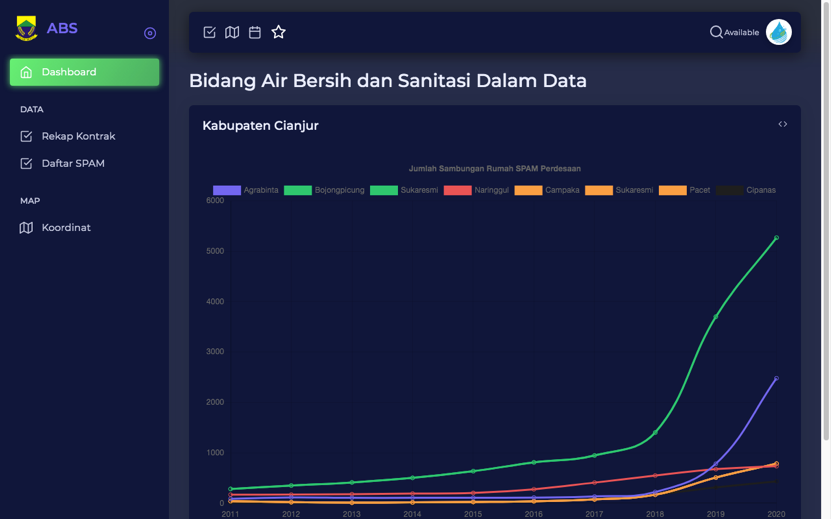 ABS
Available
Dashboard
DATA
Rekap Kontrak
Daftar SPAM
MAP
Koordinat
Bidang Air Bersih dan Sanitasi Dalam Data
Kabupaten Cianjur
Jumlah Sambungan Rumah SPAM Perdesaan
Agrabinta Bojongpicung Sukaresmi Naringgul Campaka Sukaresmi Pacet Cipanas
6000
5000
4000
3000
2000
1000
0
2011 2012 2013 2014 2015 2016 2017 2018 2019 2020